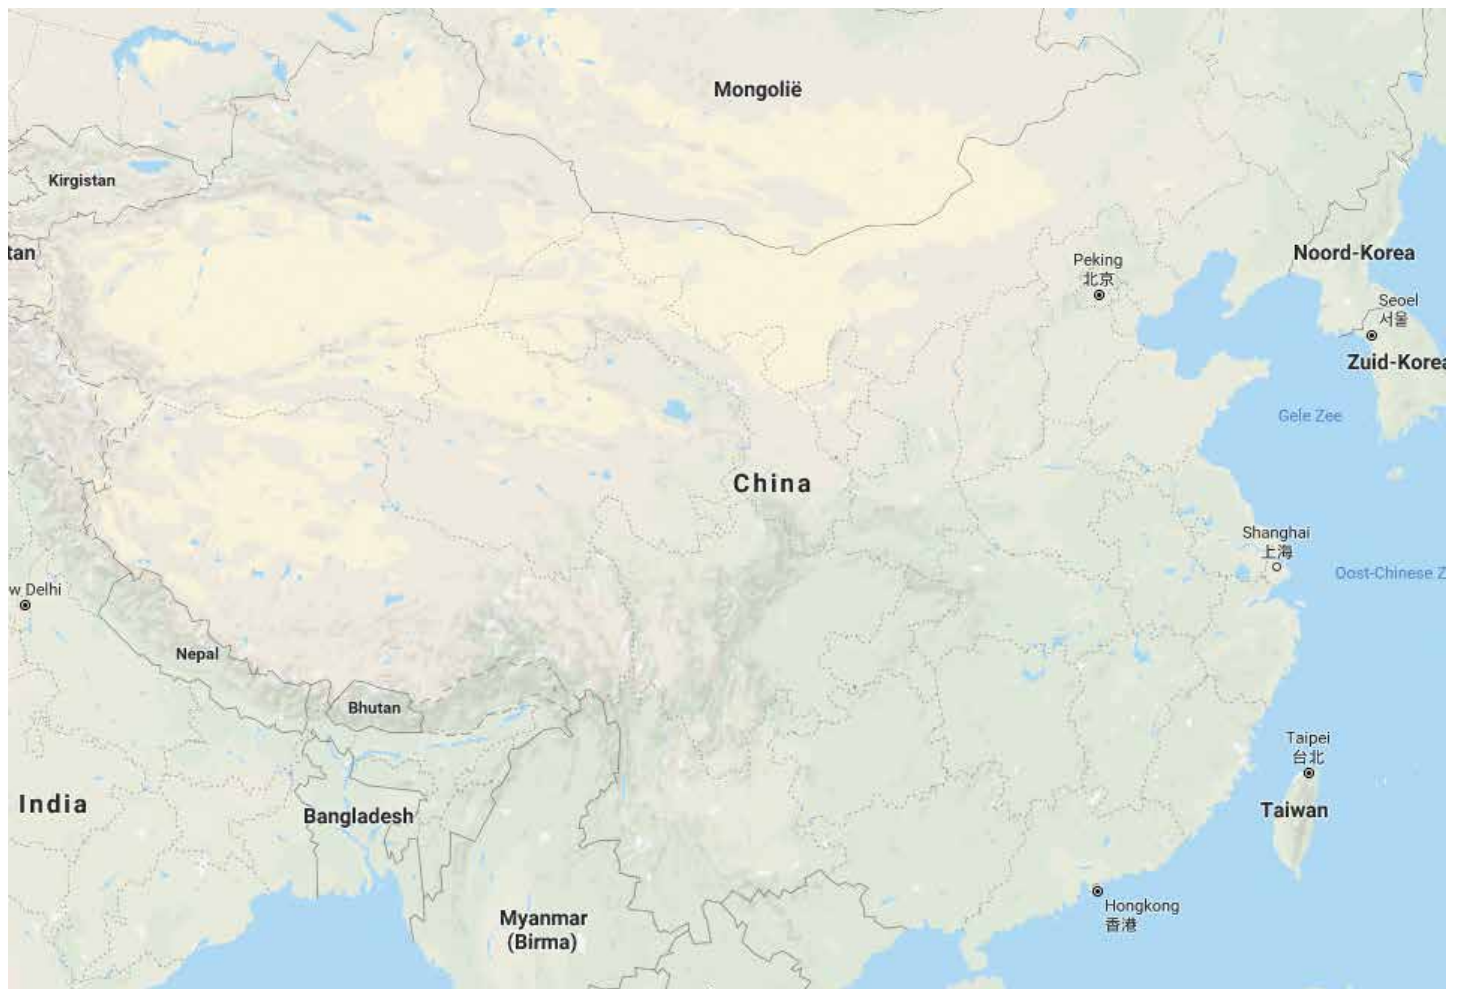 Mongolië
Kirgistan
tan
Noord-Korea
Peking
北京
Seoel
서울
Zuid-Korea
Gele Zee
China
Shanghai
上海
Oost-Chinese Z
w Delhi
Nepal
Bhutan
Taipei
台北
India
Bangladesh
Taiwan
Hongkong
香港
Myanmar
(Birma)